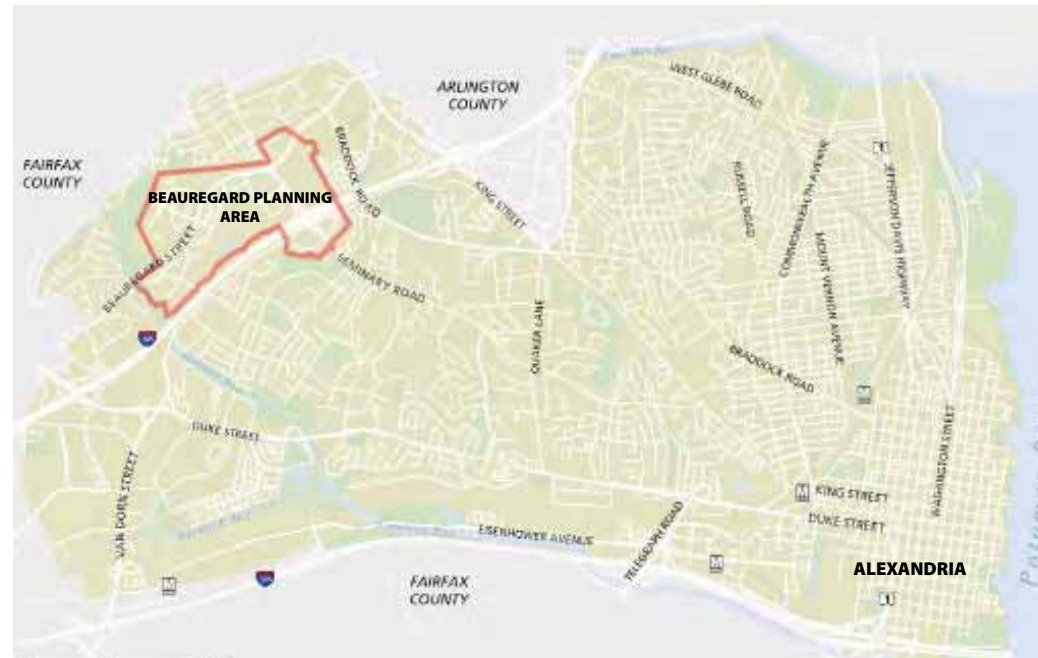 ARLINGTON
COUNTY
WEST GLEBE ROAD
FAIRFAX
COUNTY
BRADDOCK ROAD
KING STREET
RUSSELL ROAD
COMMONWEALTH AVENUE
MOUNT VERNON AVENUE
1
JEFFERSON DAVIS HIGHWAY
BEAUREGARD PLANNING
AREA
BEAUREGARD STREET
SEMINARY ROAD
QUAKER LANE
BRADDOCK ROAD
M
DUKE STREET
VAN DORN STREET
WASHINGTON STREET
M
KING STREET
DUKE STREET
EISENHOWER AVENUE
TELEGRAPH ROAD
M
M
FAIRFAX
COUNTY
ALEXANDRIA
1